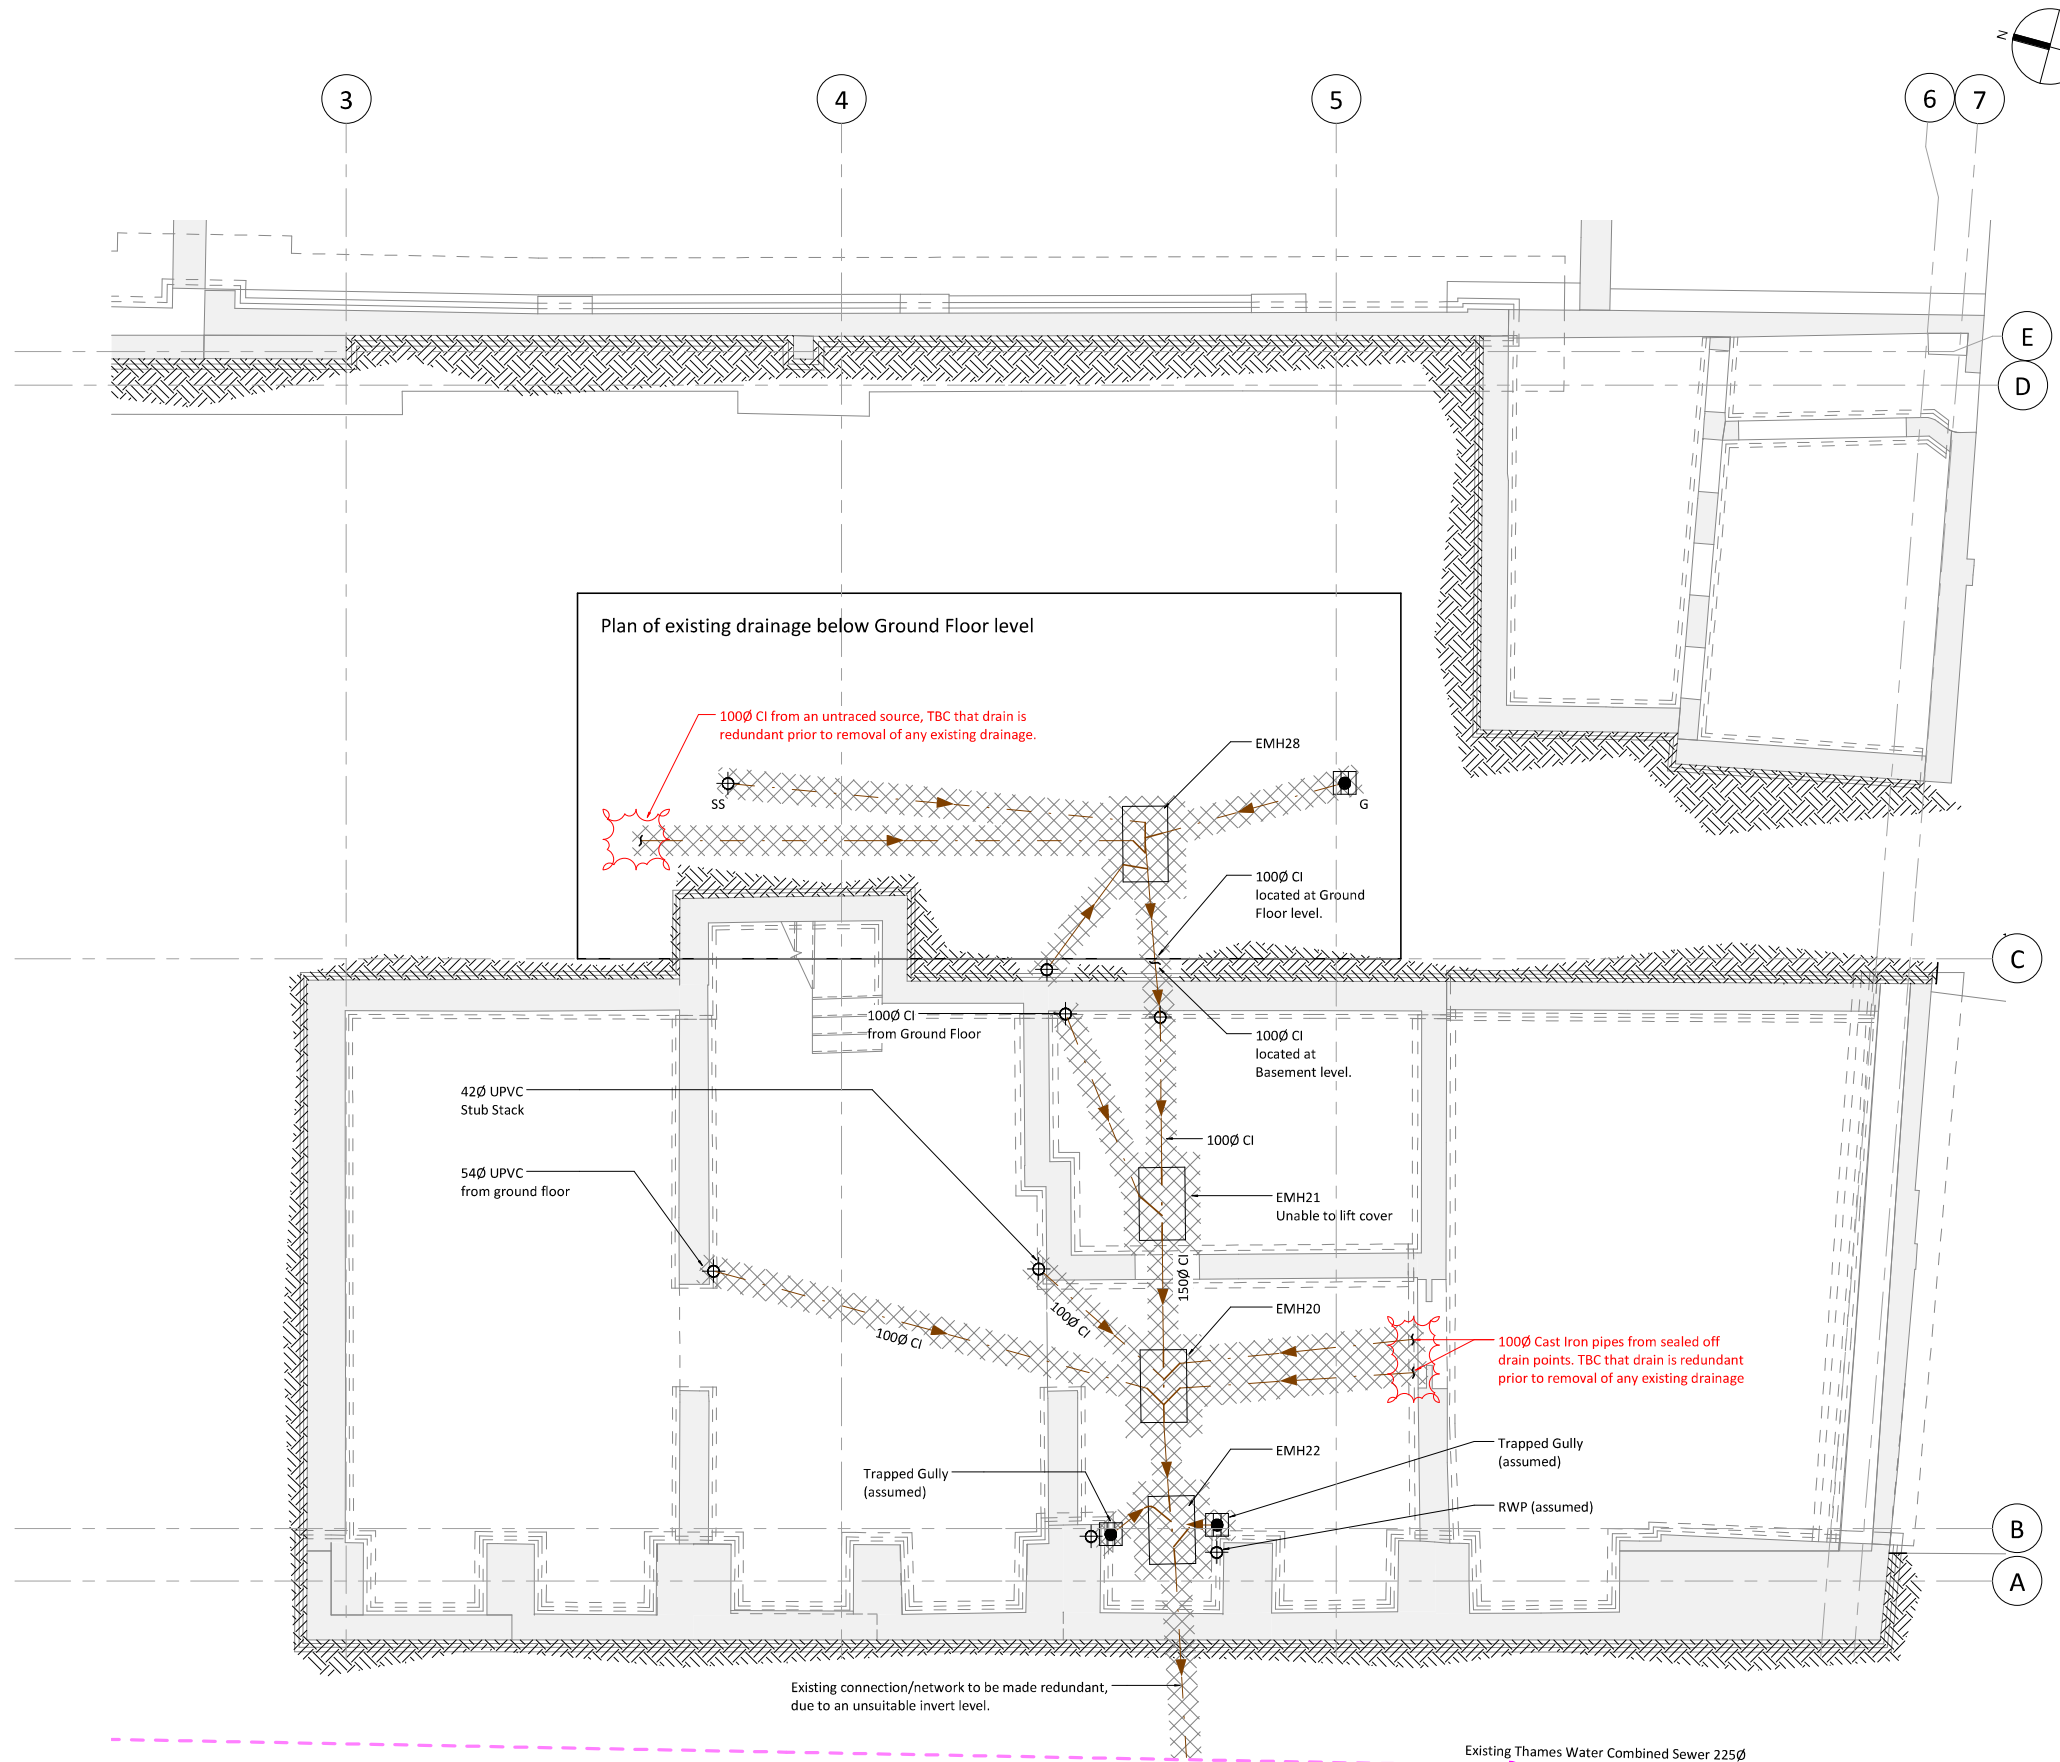 N
3
4
5
6
7
E
D
Plan of existing drainage below Ground Floor level
100Ø CI from an untraced source, TBC that drain is
redundant prior to removal of any existing drainage.
EMH28
SS
G
100Ø CI
located at Ground
Floor level.
C
100Ø CI
from Ground Floor
100Ø CI
located at
Basement level.
42Ø UPVC
Stub Stack
100Ø CI
54Ø UPVC
from ground floor
EMH21
Unable to lift cover
150Ø CI
100Ø CI
100Ø CI
EMH20
100Ø Cast Iron pipes from sealed off
drain points. TBC that drain is redundant
prior to removal of any existing drainage
EMH22
Trapped Gully
(assumed)
Trapped Gully
(assumed)
RWP (assumed)
B
A
Existing connection/network to be made redundant,
due to an unsuitable invert level.
Existing Thames Water Combined Sewer 225Ø